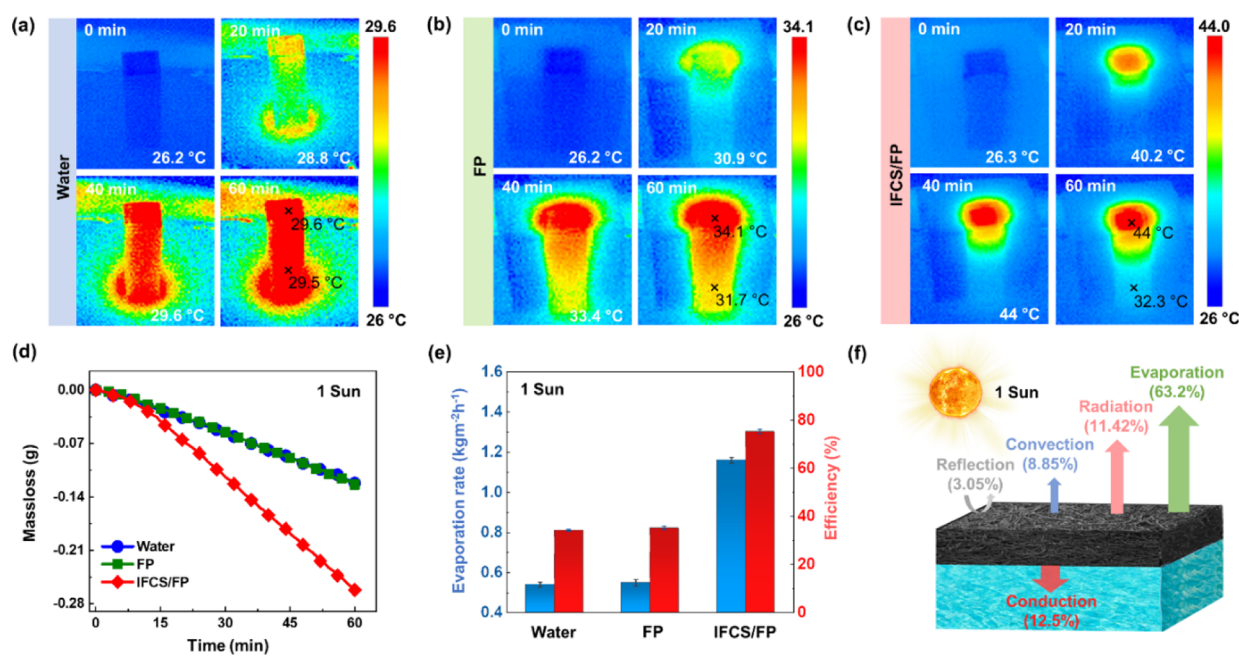 (a)
Water
0 min
26.2 °C
20 min
28.8 °C
40 min
29.6 °C
60 min
29.6 °C
29.5 °C
29.6
26 °C
(b)
FP
0 min
26.2 °C
20 min
30.9 °C
40 min
33.4 °C
60 min
34.1 °C
31.7 °C
34.1
26 °C
(c)
IFCS/FP
0 min
26.3 °C
20 min
40.2 °C
40 min
44 °C
60 min
44 °C
32.3 °C
44.0
26 °C
(d)
Massloss (g)
0.00
-0.07
-0.14
-0.21
-0.28
1 Sun
Water
FP
IFCS/FP
0 15 30 45 60
Time (min)
(e)
Evaporation rate (kgm-2h-1)
1.6
1.4
1.2
1.0
0.8
0.6
0.4
1 Sun
100
80
60
40
20
0
Efficiency (%)
Water FP IFCS/FP
(f)
1 Sun
Evaporation
(63.2%)
Radiation
(11.42%)
Convection
(8.85%)
Reflection
(3.05%)
Conduction
(12.5%)